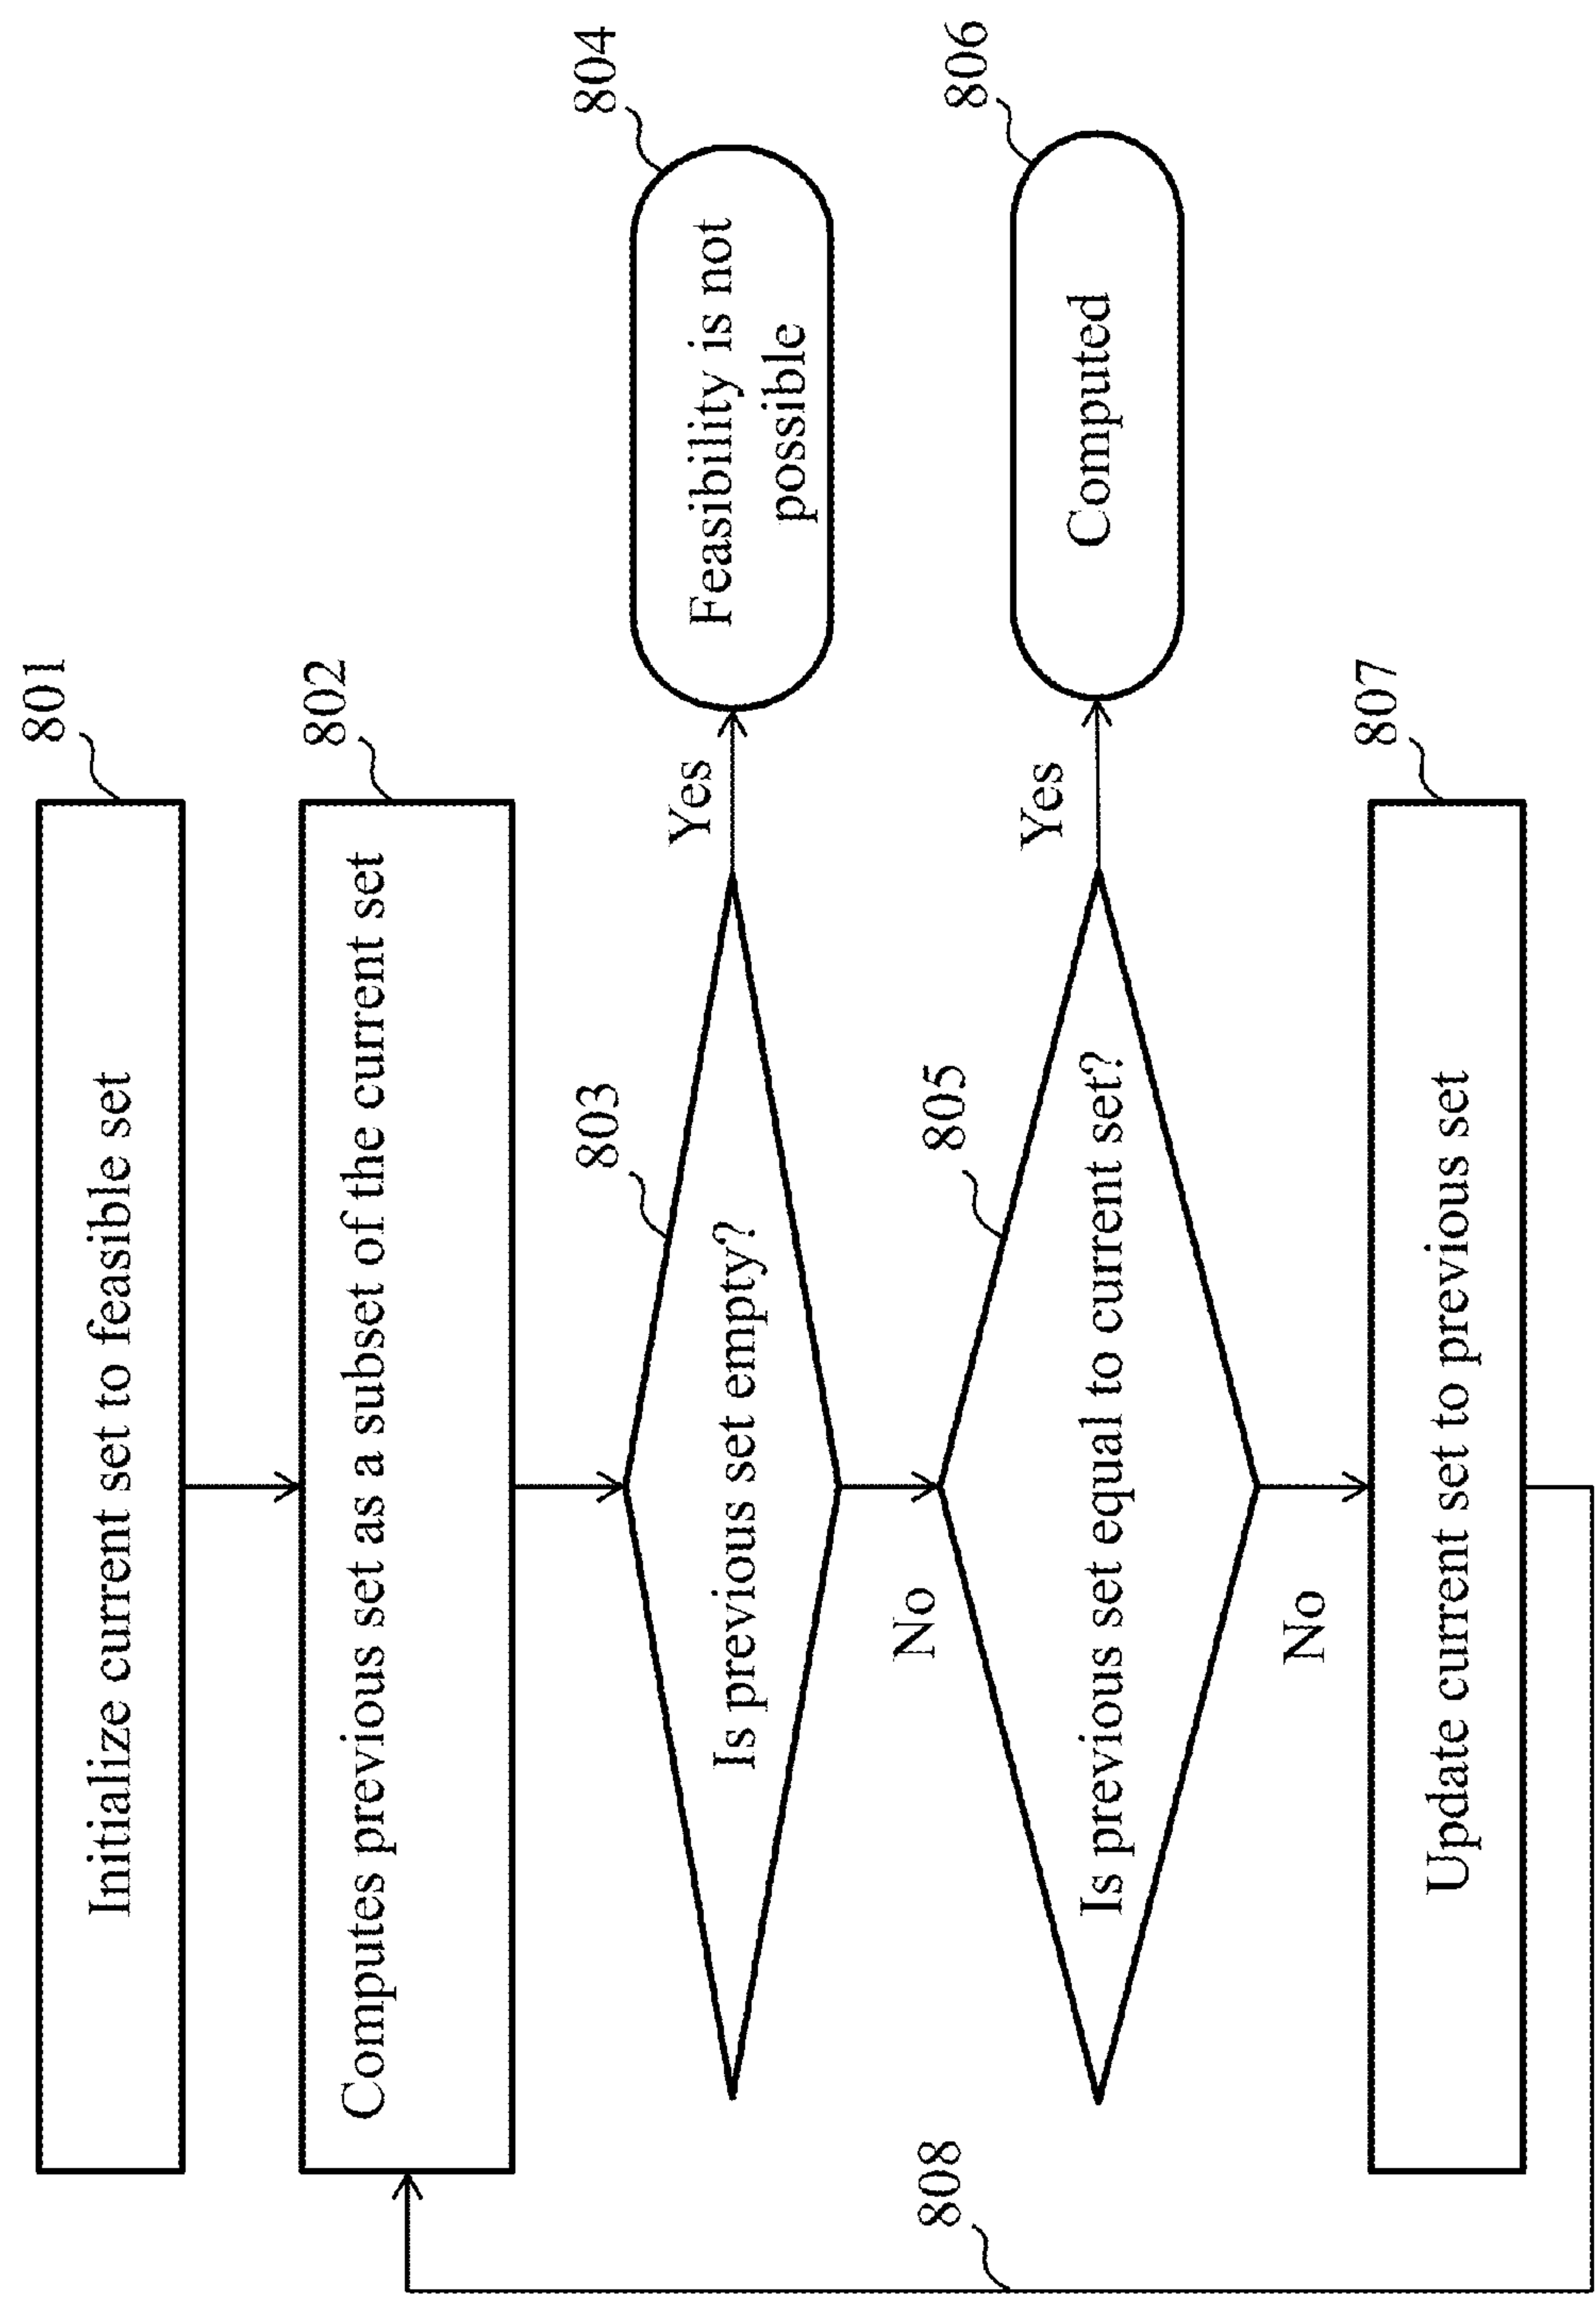 801
Initialize current set to feasible set
802
Computes previous set as a subset of the current set
803
Is previous set empty?
Yes
804
Feasibility is not
possible
No
805
Is previous set equal to current set?
Yes
806
Computed
No
807
Update current set to previous set
808